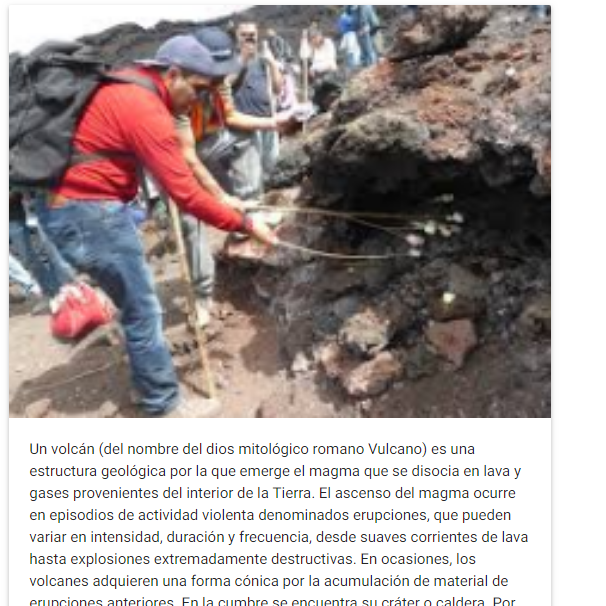 Un volcán (del nombre del dios mitológico romano Vulcano) es una
estructura geológica por la que emerge el magma que se disocia en lava y
gases provenientes del interior de la Tierra. El ascenso del magma ocurre
en episodios de actividad violenta denominados erupciones, que pueden
variar en intensidad, duración y frecuencia, desde suaves corrientes de lava
hasta explosiones extremadamente destructivas. En ocasiones, los
volcanes adquieren una forma cónica por la acumulación de material de
erupciones anteriores. En la cumbre se encuentra su cráter o caldera. Por